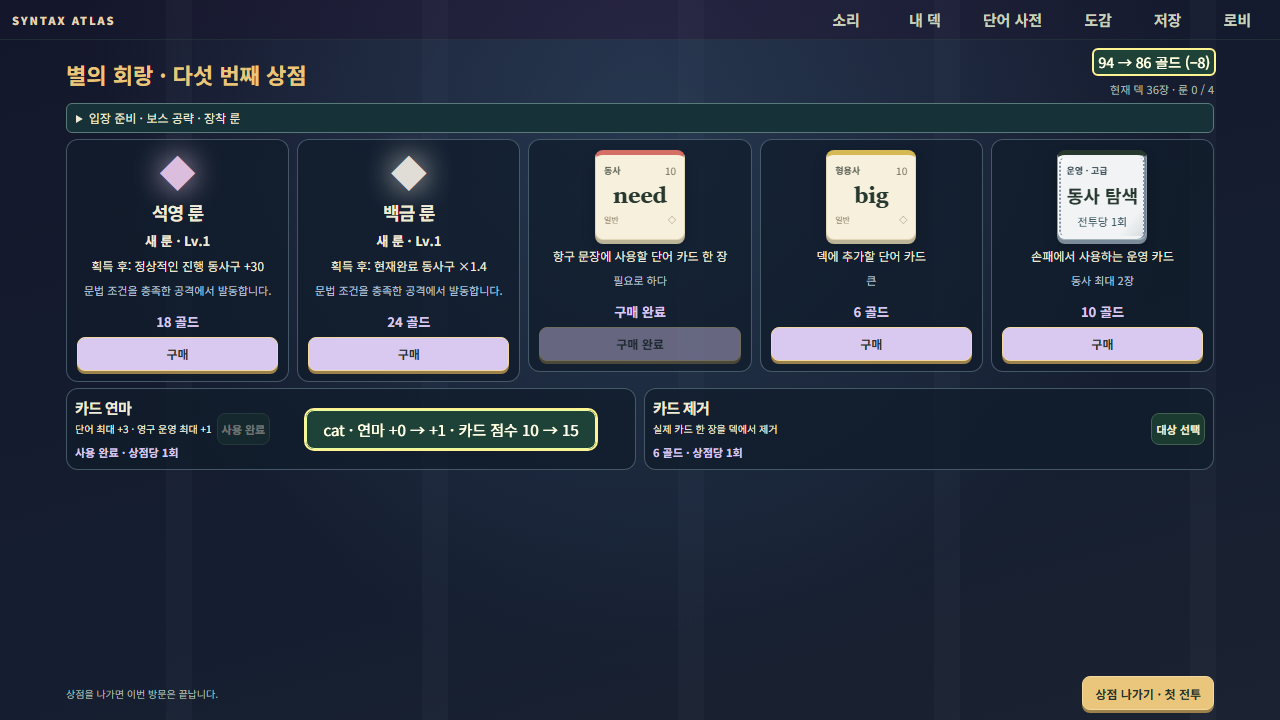 SYNTAX ATLAS
소리
내 덱
단어 사전
도감
저장
로비
별의 회랑 · 다섯 번째 상점
94 → 86 골드 (−8)
현재 덱 36장 · 룬 0 / 4
▶ 입장 준비 · 보스 공략 · 장착 룬
석영 룬
새 룬 · Lv.1
획득 후: 정상적인 진행 동사구 +30
문법 조건을 충족한 공격에서 발동합니다.
18 골드
구매
백금 룬
새 룬 · Lv.1
획득 후: 현재완료 동사구 ×1.4
문법 조건을 충족한 공격에서 발동합니다.
24 골드
구매
동사 10
need
일반 ◇
항구 문장에 사용할 단어 카드 한 장
필요로 하다
구매 완료
구매 완료
형용사 10
big
일반 ◇
덱에 추가할 단어 카드
큰
6 골드
구매
운영 · 고급
동사 탐색
전투당 1회
손패에서 사용하는 운영 카드
동사 최대 2장
10 골드
구매
카드 연마
단어 최대 +3 · 영구 운영 최대 +1
사용 완료
사용 완료 · 상점당 1회
cat · 연마 +0 → +1 · 카드 점수 10 → 15
카드 제거
실제 카드 한 장을 덱에서 제거
6 골드 · 상점당 1회
대상 선택
상점을 나가면 이번 방문은 끝납니다.
상점 나가기 · 첫 전투